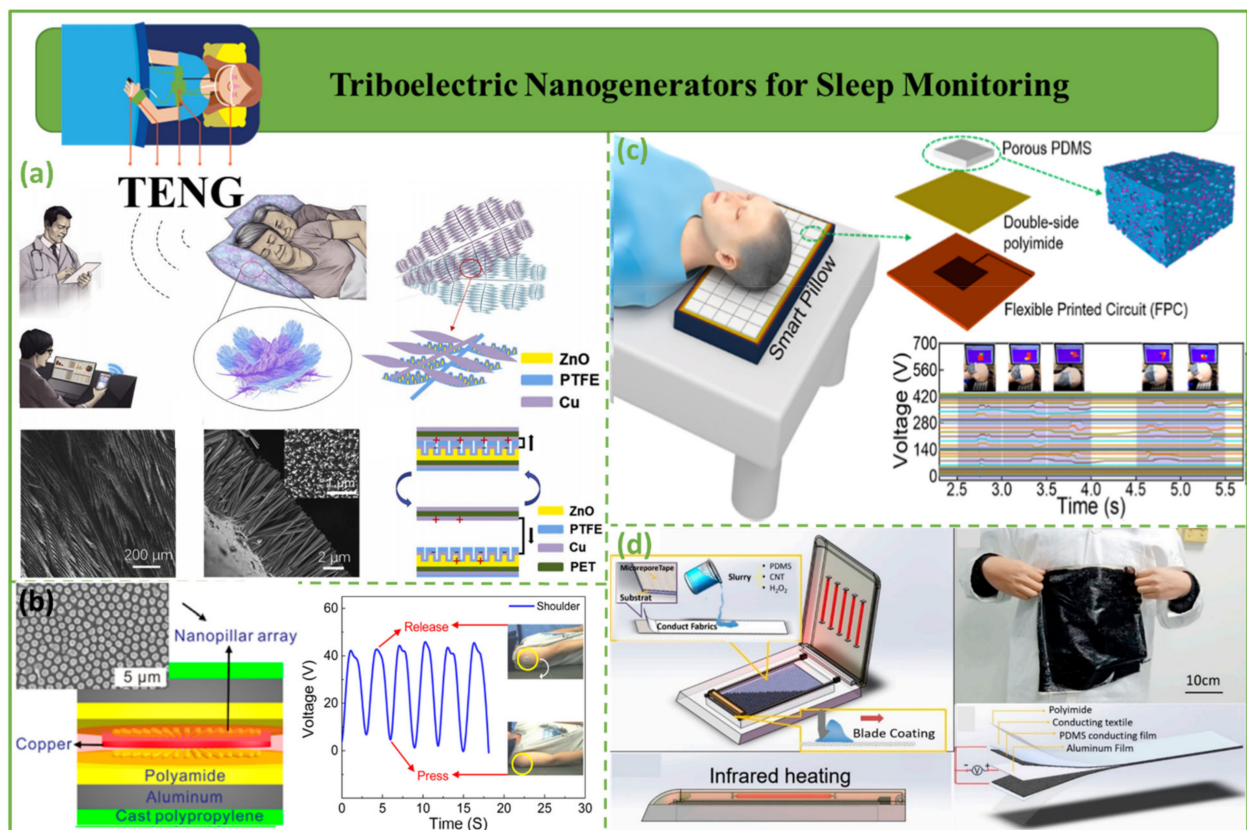 Triboelectric Nanogenerators for Sleep Monitoring
(a)
TENG
ZnO
PTFE
Cu
200 μm
1 μm
2 μm
ZnO
PTFE
Cu
PET
(b)
Nanopillar array
5 μm
Copper
Polyamide
Aluminum
Cast polypropylene
Voltage (V)
60
40
20
0
Shoulder
Release
Press
0 5 10 15 20 25 30
Time (S)
(c)
Smart Pillow
Porous PDMS
Double-side
polyimide
Flexible Printed Circuit (FPC)
Voltage (V)
700
560
420
280
140
0
2.5 3.0 3.5 4.0 4.5 5.0 5.5
Time (s)
(d)
MicroporeTape
Substrat
Slurry
• PDMS
• CNT
• H₂O₂
Conduct Fabrics
Blade Coating
Infrared heating
10cm
Polyimide
Conducting textile
PDMS conducting film
Aluminum Film
- V +